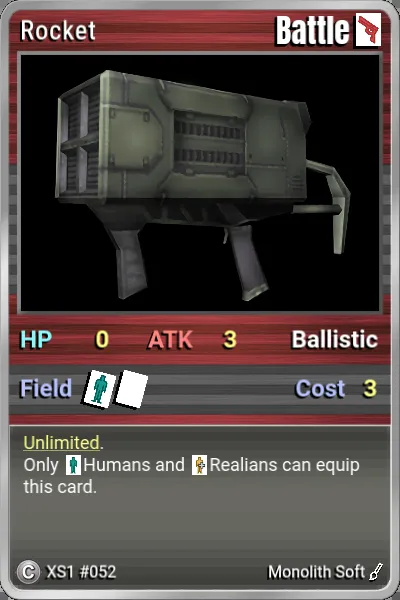 Rocket Battle
HP 0 ATK 3 Ballistic
Field Cost 3
Unlimited.
Only Humans and Realians can equip
this card.
C XS1 #052 Monolith Soft